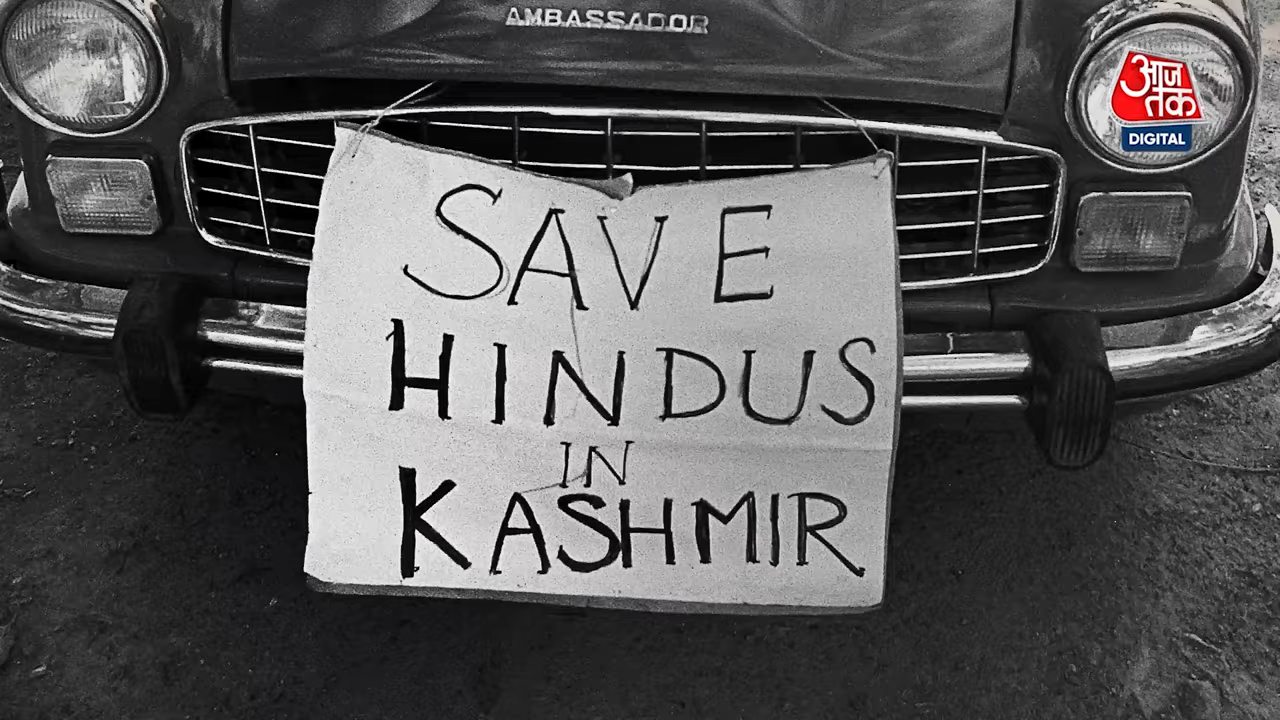 AMBASSADOR
आज
तक
DIGITAL
SAVE
HINDUS
IN
KASHMIR